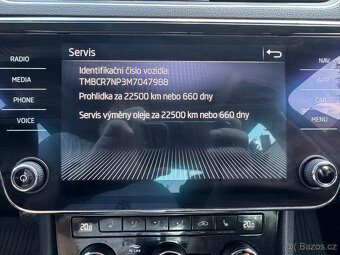 Servis
RADIO
MEDIA
PHONE
VOICE
NAV
APP
CAR
MENU
Identifikační číslo vozidla:
TMBCR7NP3M7047988
Prohlídka za 22500 km nebo 660 dny
Servis výměny oleje za 22500 km nebo 660 dny
20.0
20.0
©Bazoš.cz